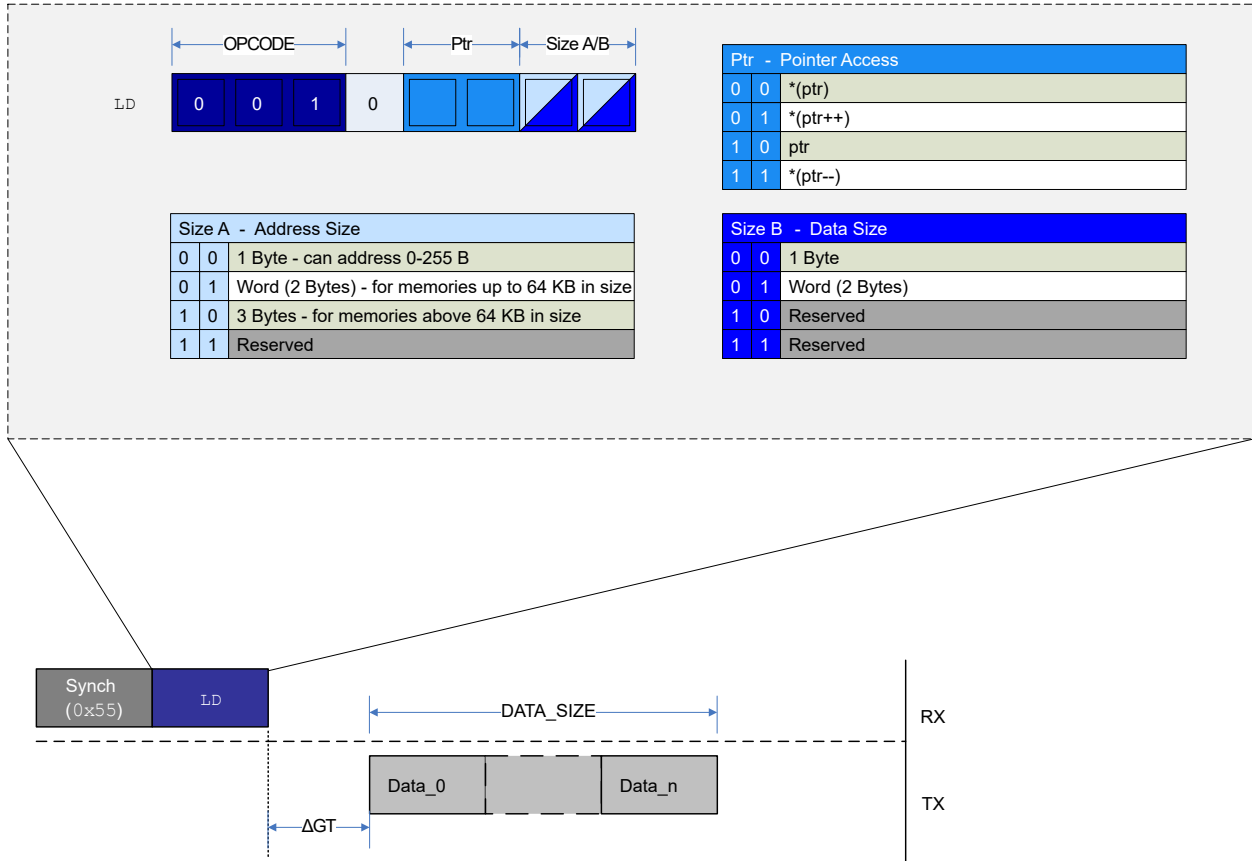 OPCODE Ptr Size A/B
LD 0 0 1 0
Ptr - Pointer Access
0 0 *(ptr)
0 1 *(ptr++)
1 0 ptr
1 1 *(ptr--)
Size A - Address Size
0 0 1 Byte - can address 0-255 B
0 1 Word (2 Bytes) - for memories up to 64 KB in size
1 0 3 Bytes - for memories above 64 KB in size
1 1 Reserved
Size B - Data Size
0 0 1 Byte
0 1 Word (2 Bytes)
1 0 Reserved
1 1 Reserved
Synch
(0x55)
LD
DATA_SIZE
RX
Data_0
Data_n
TX
ΔGT